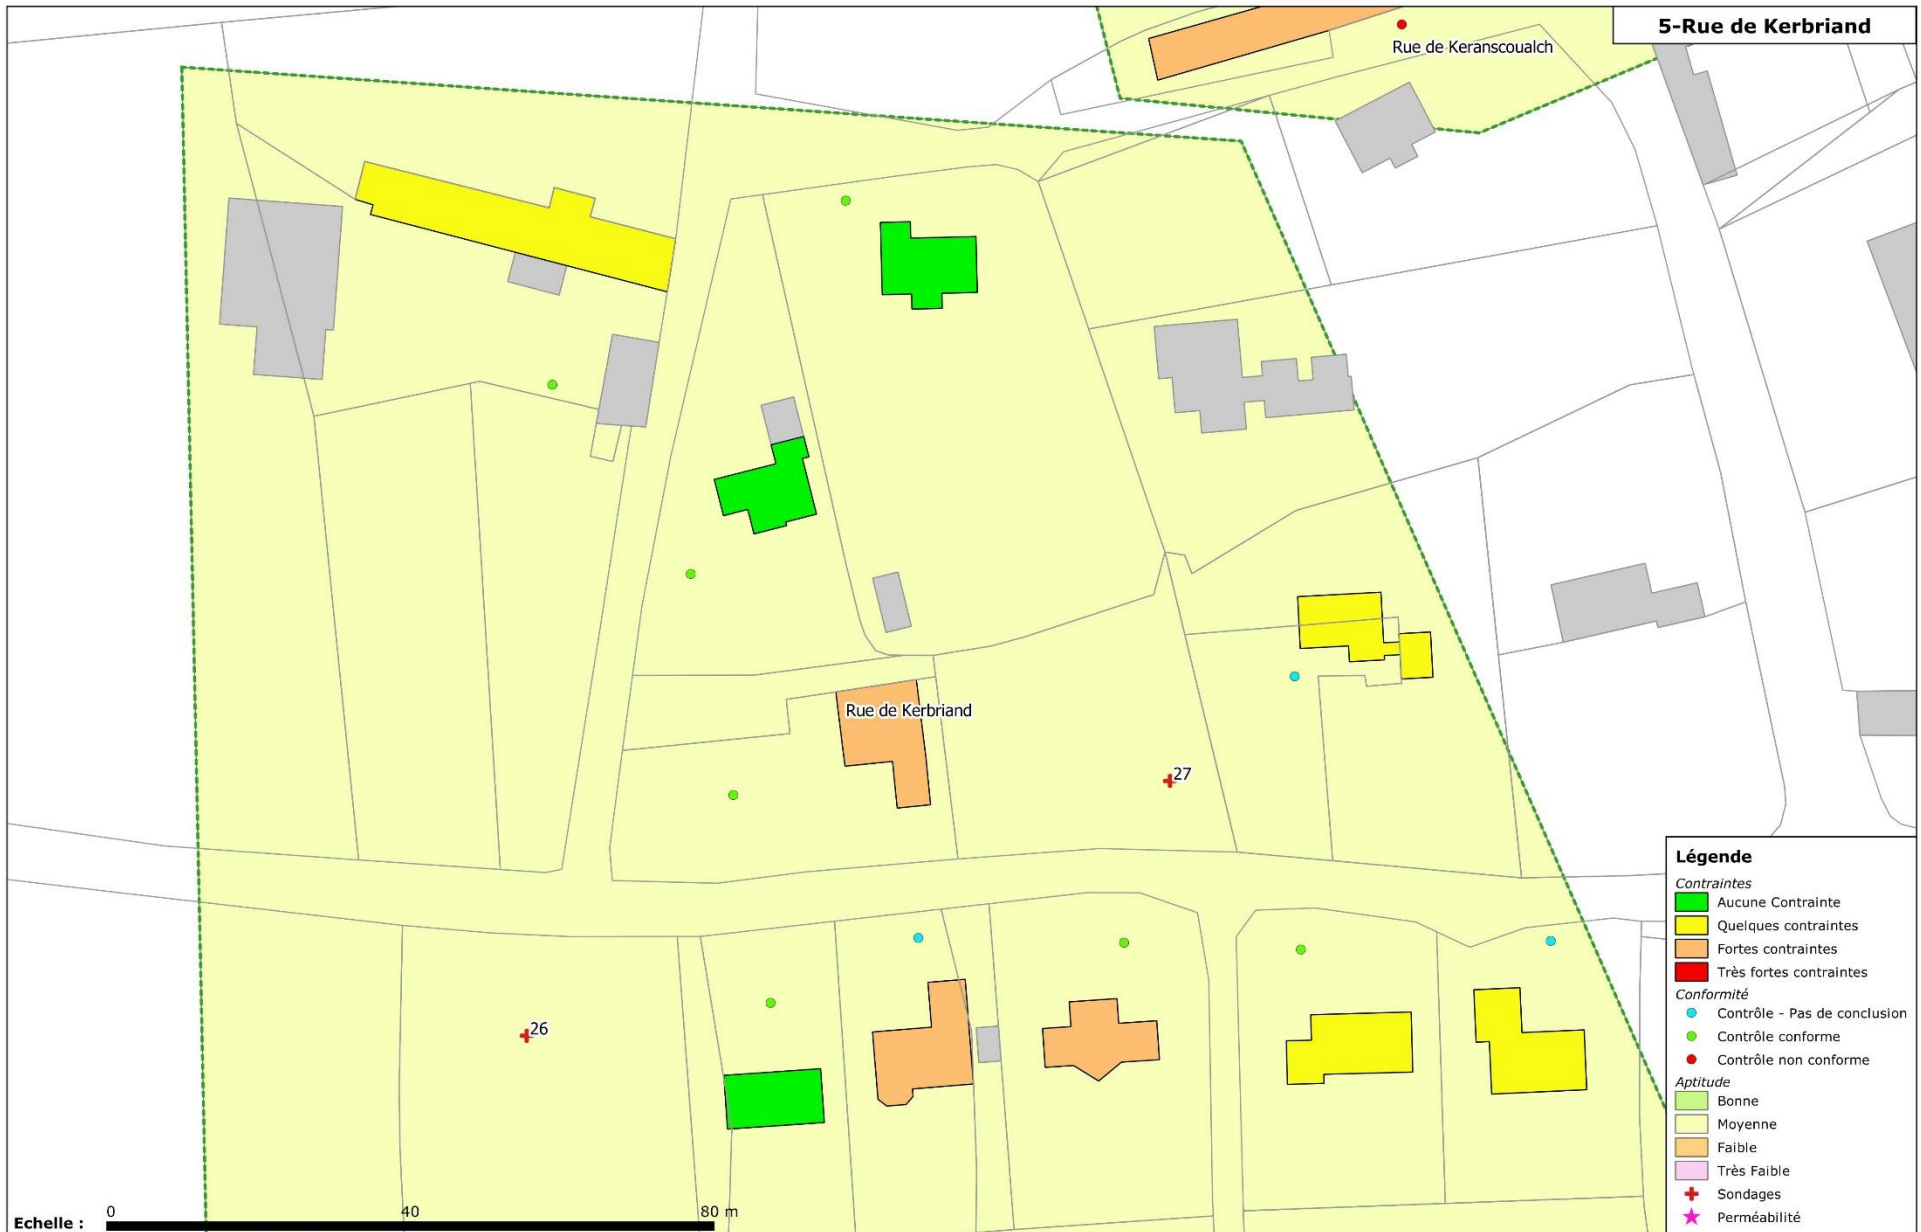 5-Rue de Kerbriand
Rue de Keranscoualch
Rue de Kerbriand
27
26
Légende
Contraintes
Aucune Contrainte
Quelques contraintes
Fortes contraintes
Très fortes contraintes
Conformité
Contrôle - Pas de conclusion
Contrôle conforme
Contrôle non conforme
Aptitude
Bonne
Moyenne
Faible
Très Faible
Sondages
Perméabilité
Echelle : 0 40 80 m